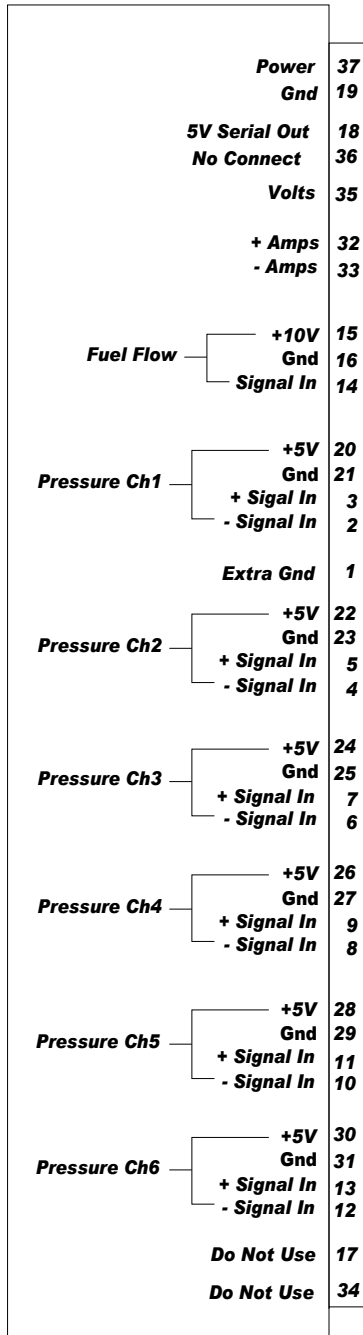 Power 37
Gnd 19
5V Serial Out 18
No Connect 36
Volts 35
+ Amps 32
- Amps 33
+10V 15
Fuel Flow Gnd 16
Signal In 14
+5V 20
Gnd 21
Pressure Ch1 + Sigal In 3
- Signal In 2
Extra Gnd 1
+5V 22
Gnd 23
Pressure Ch2 + Signal In 5
- Signal In 4
+5V 24
Gnd 25
Pressure Ch3 + Signal In 7
- Signal In 6
+5V 26
Gnd 27
Pressure Ch4 + Signal In 9
- Signal In 8
+5V 28
Gnd 29
Pressure Ch5 + Signal In 11
- Signal In 10
+5V 30
Gnd 31
Pressure Ch6 + Signal In 13
- Signal In 12
Do Not Use 17
Do Not Use 34